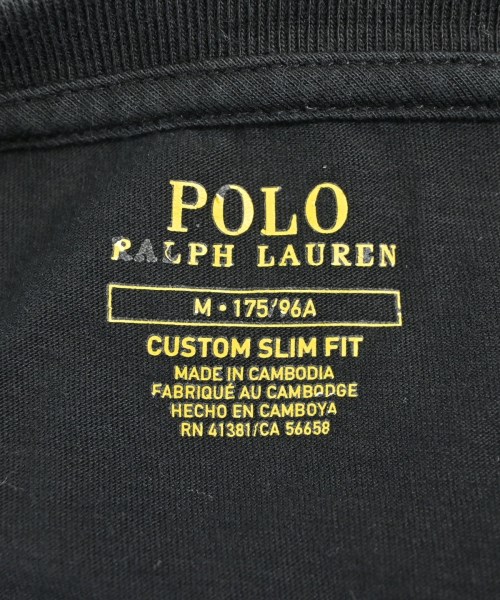 POLO
RALPH LAUREN
M • 175/96A
CUSTOM SLIM FIT
MADE IN CAMBODIA
FABRIQUÉ AU CAMBODGE
HECHO EN CAMBOYA
RN 41381/CA 56658